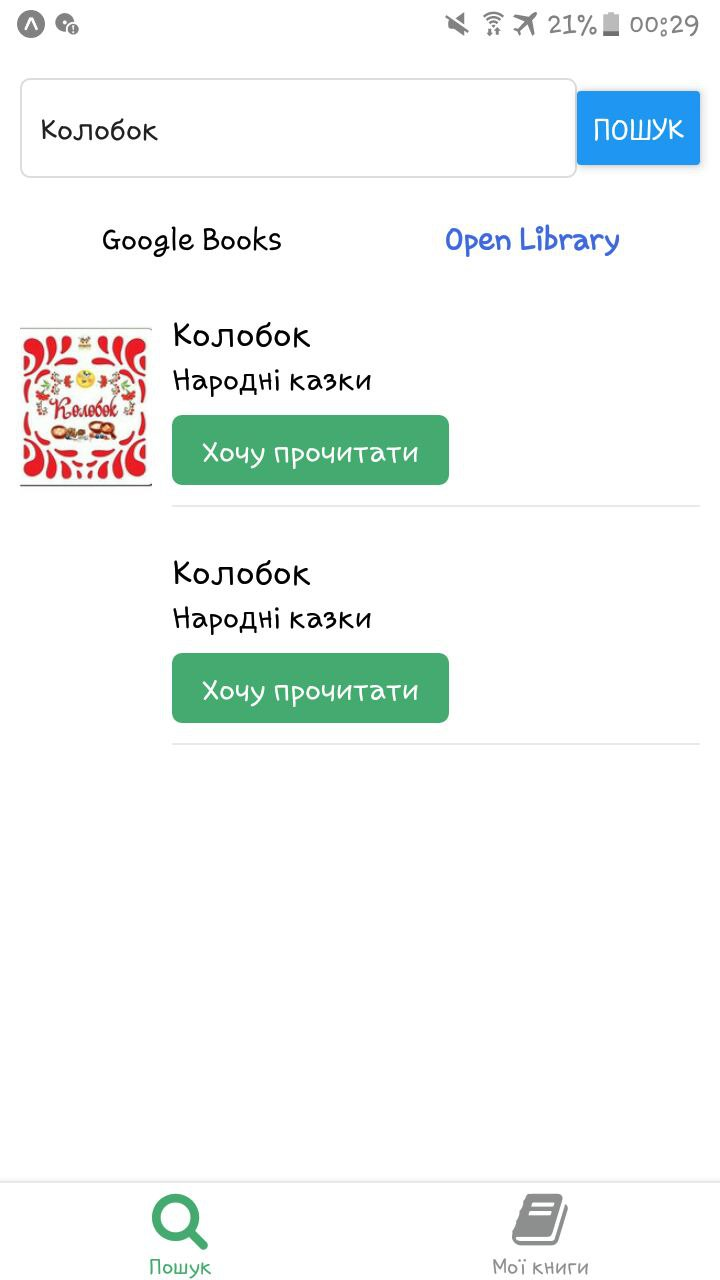 21% 00:29
Колобок
ПОШУК
Google Books
Open Library
Колобок
Колобок
Народні казки
Хочу прочитати
Колобок
Народні казки
Хочу прочитати
Пошук
Мої книги